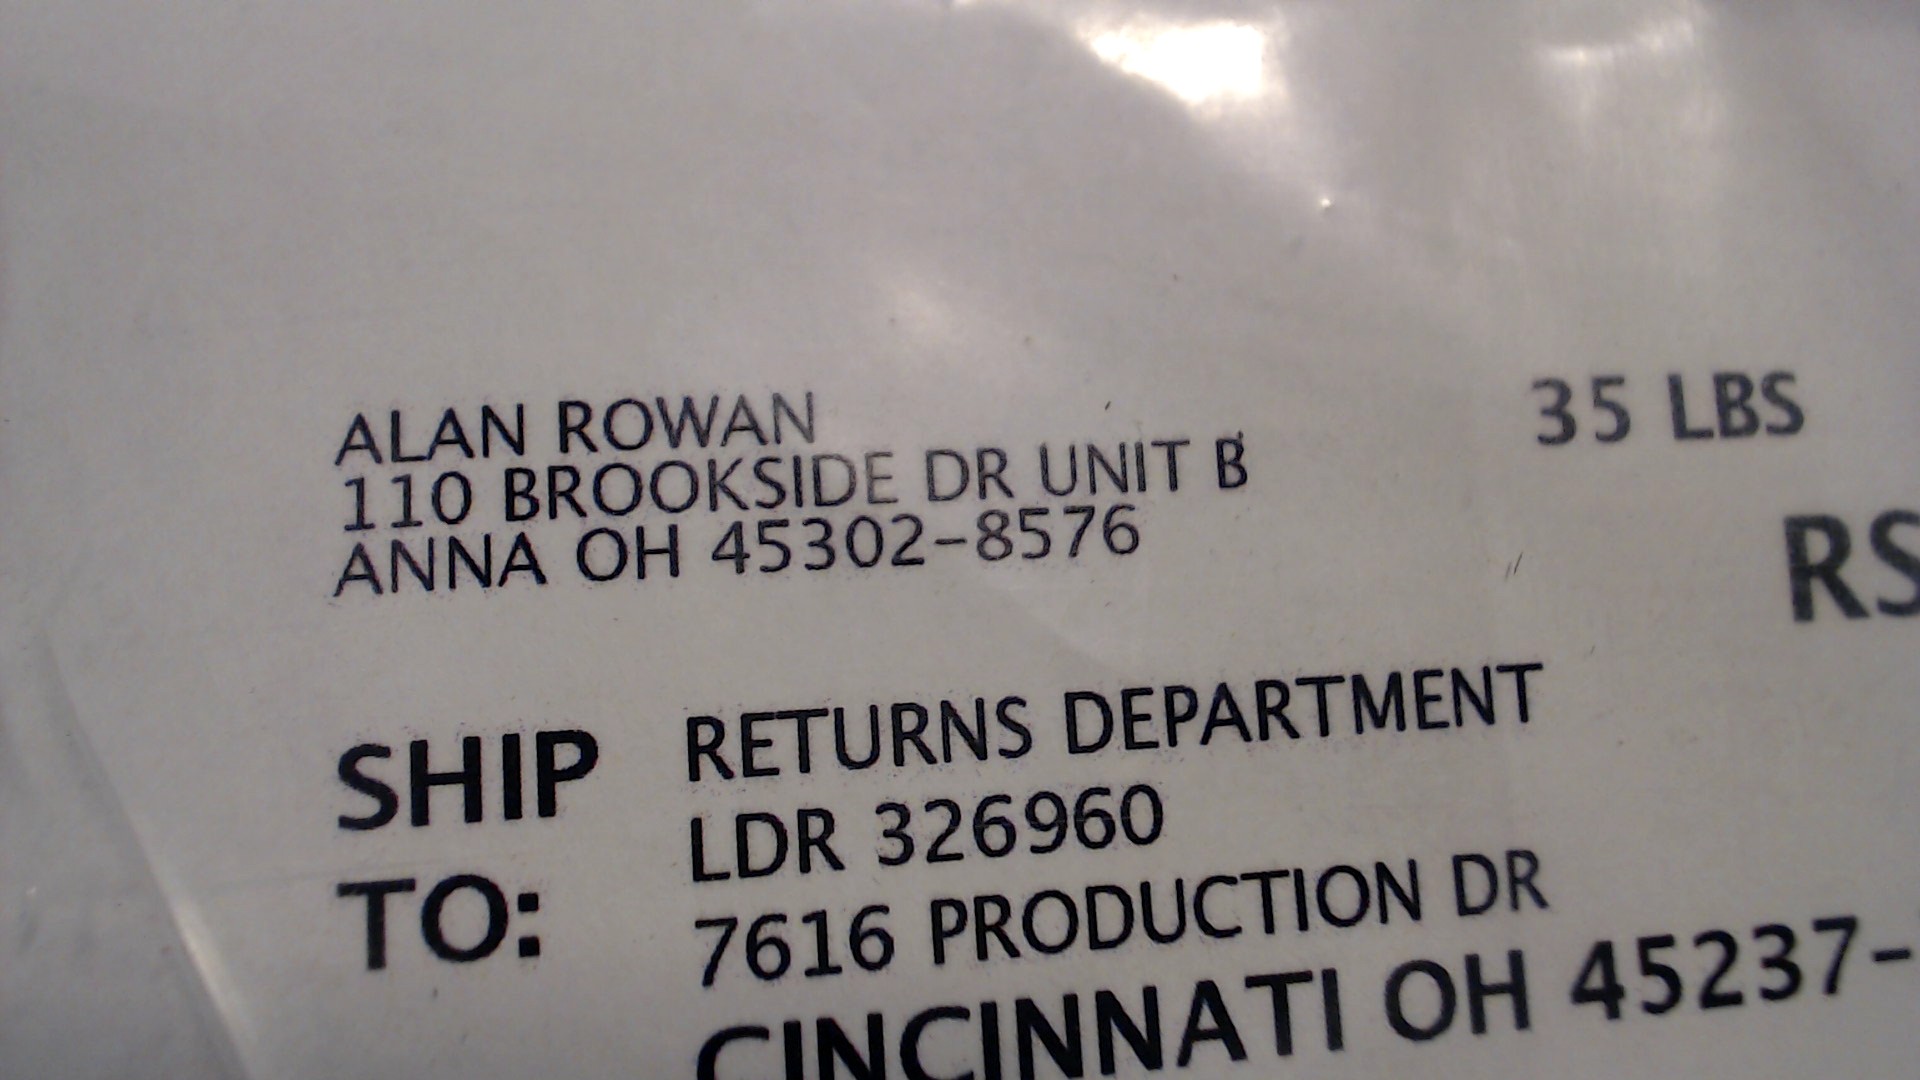 ALAN ROWAN
110 BROOKSIDE DR UNIT B
ANNA OH 45302-8576
35 LBS
RS
SHIP TO:
RETURNS DEPARTMENT
LDR 326960
7616 PRODUCTION DR
CINCINNATI OH 45237-